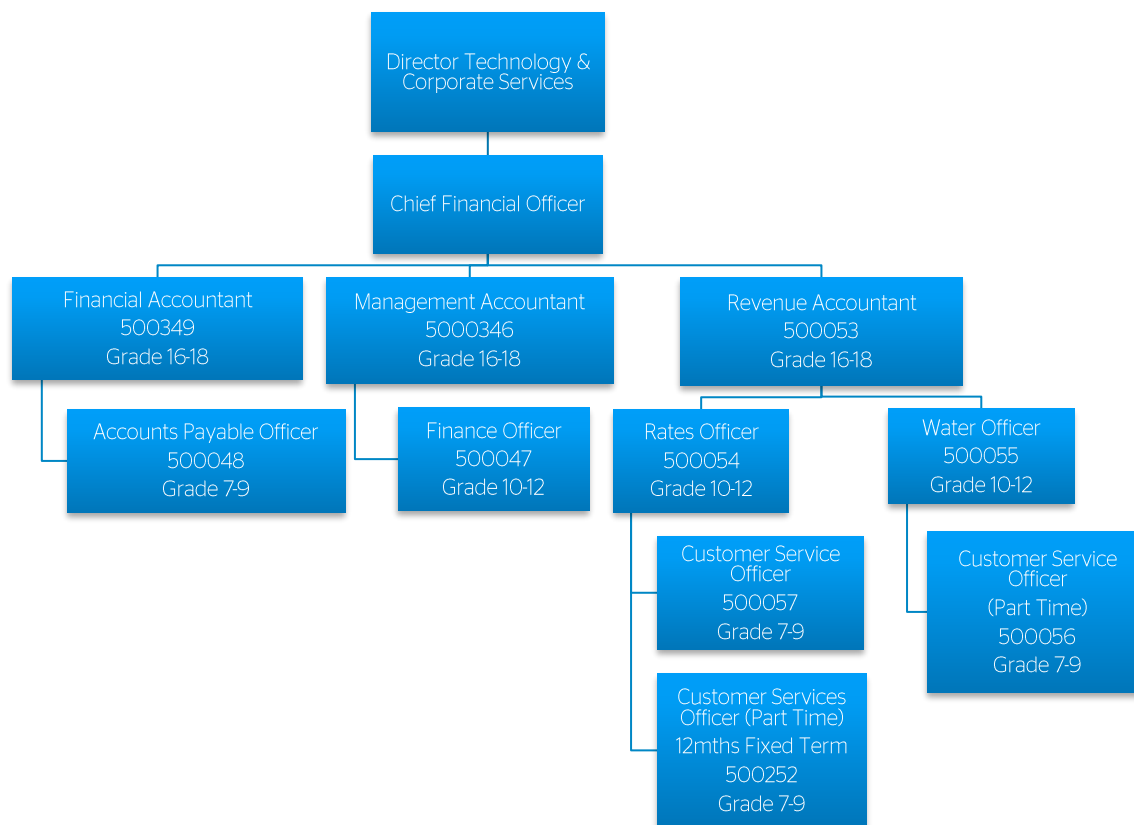 Director Technology &
Corporate Services
Chief Financial Officer
Financial Accountant
500349
Grade 16-18
Management Accountant
5000346
Grade 16-18
Revenue Accountant
500053
Grade 16-18
Accounts Payable Officer
500048
Grade 7-9
Finance Officer
500047
Grade 10-12
Rates Officer
500054
Grade 10-12
Water Officer
500055
Grade 10-12
Customer Service
Officer
500057
Grade 7-9
Customer Service
Officer
(Part Time)
500056
Grade 7-9
Customer Services
Officer (Part Time)
12mths Fixed Term
500252
Grade 7-9